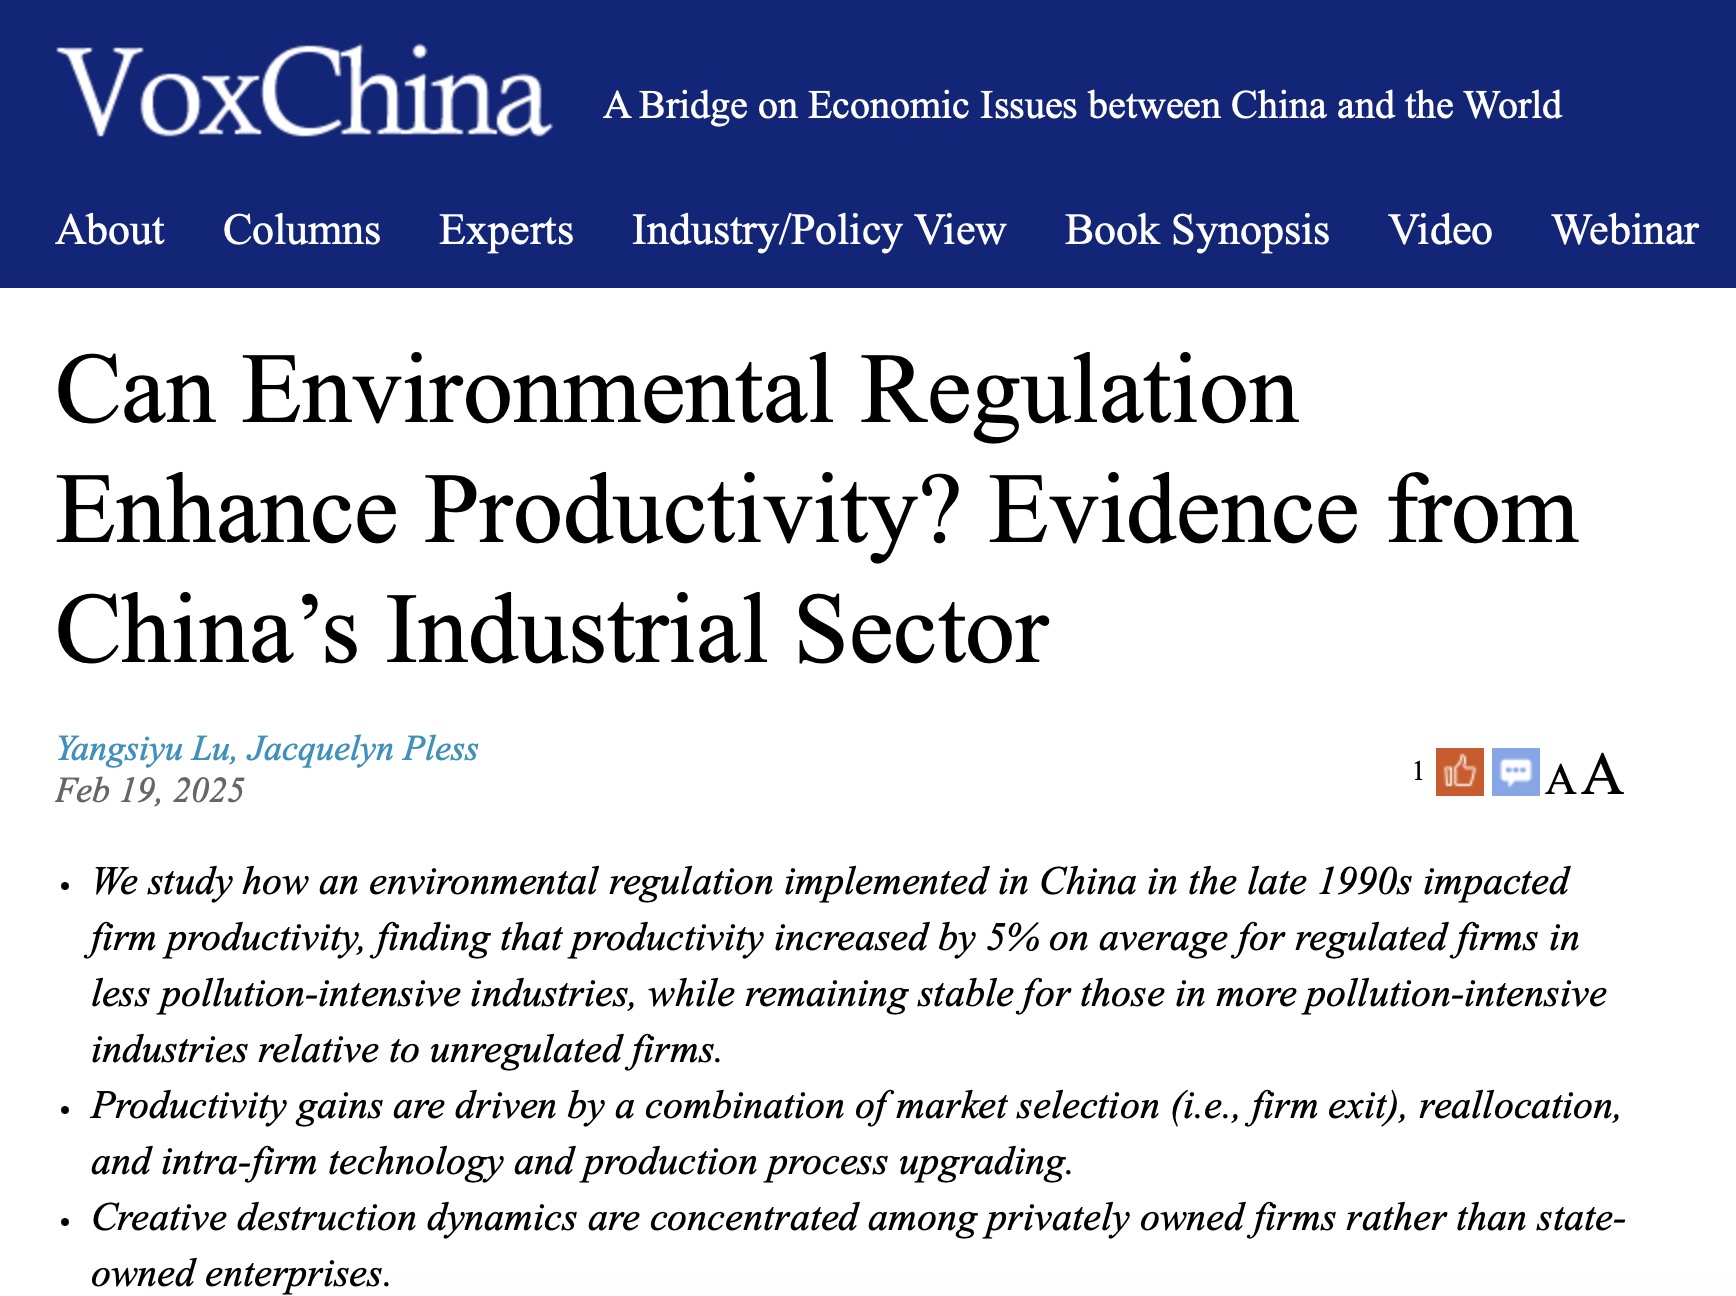 VoxChina
A Bridge on Economic Issues between China and the World
About Columns Experts Industry/Policy View Book Synopsis Video Webinar
Can Environmental Regulation
Enhance Productivity? Evidence from
China’s Industrial Sector
Yangsiyu Lu, Jacquelyn Pless
Feb 19, 2025
1 A A
• We study how an environmental regulation implemented in China in the late 1990s impacted
firm productivity, finding that productivity increased by 5% on average for regulated firms in
less pollution-intensive industries, while remaining stable for those in more pollution-intensive
industries relative to unregulated firms.
• Productivity gains are driven by a combination of market selection (i.e., firm exit), reallocation,
and intra-firm technology and production process upgrading.
• Creative destruction dynamics are concentrated among privately owned firms rather than state-
owned enterprises.